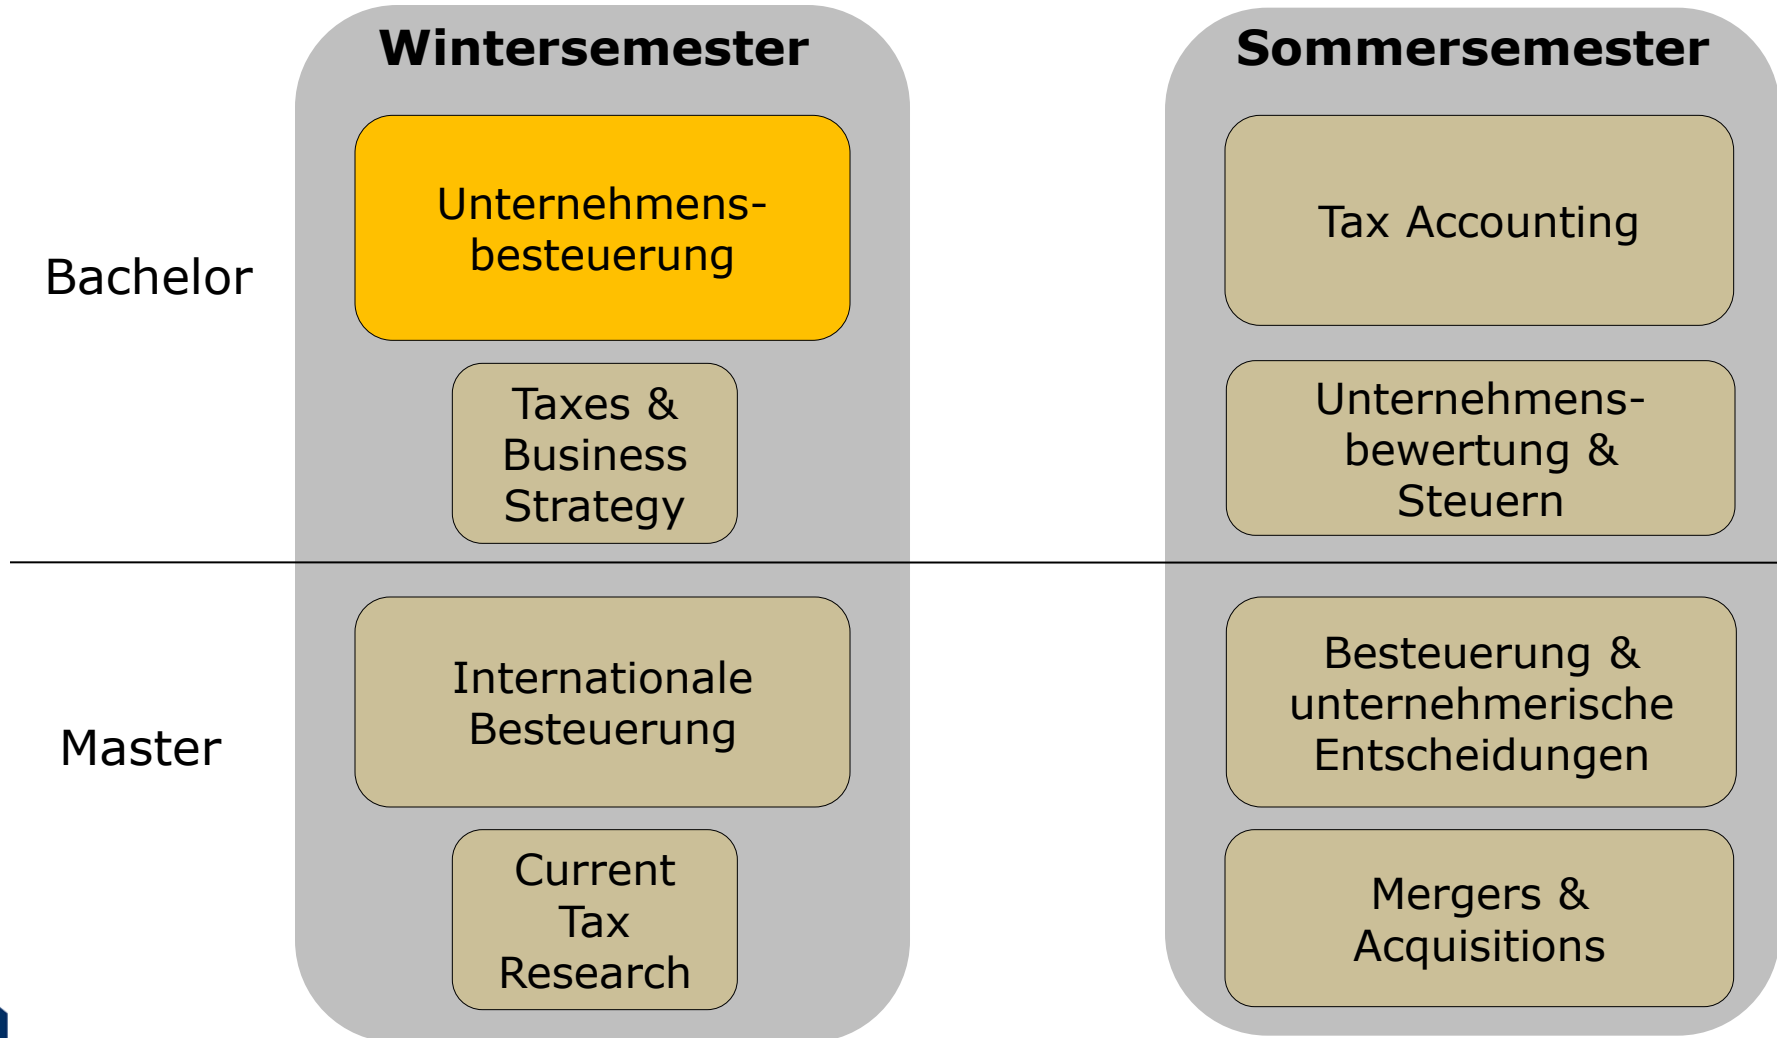 Wintersemester
Sommersemester
Bachelor
Unternehmens-
besteuerung
Tax Accounting
Taxes &
Business
Strategy
Unternehmens-
bewertung &
Steuern
Master
Internationale
Besteuerung
Besteuerung &
unternehmerische
Entscheidungen
Current
Tax
Research
Mergers &
Acquisitions